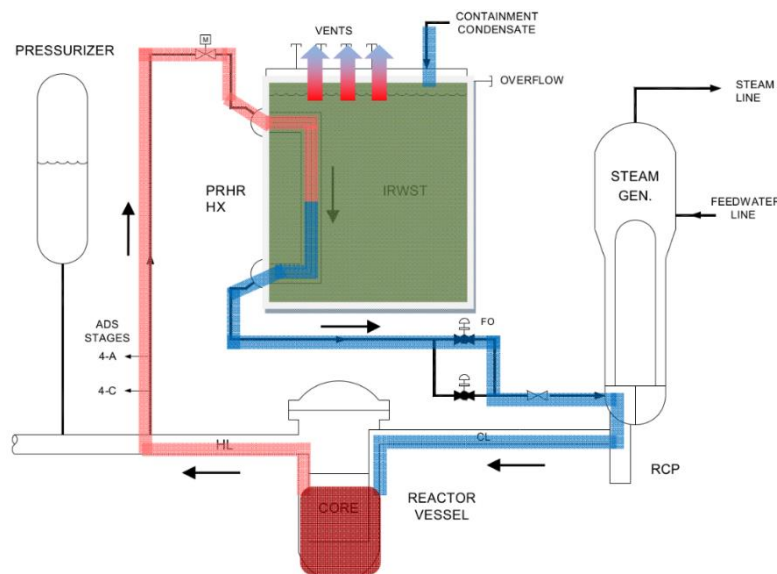 PRESSURIZER
M
VENTS
CONTAINMENT
CONDENSATE
OVERFLOW
STEAM
LINE
STEAM
GEN.
FEEDWATER
LINE
PRHR
HX
IRWST
ADS
STAGES
4-A
4-C
FO
HL
CL
CORE
REACTOR
VESSEL
RCP